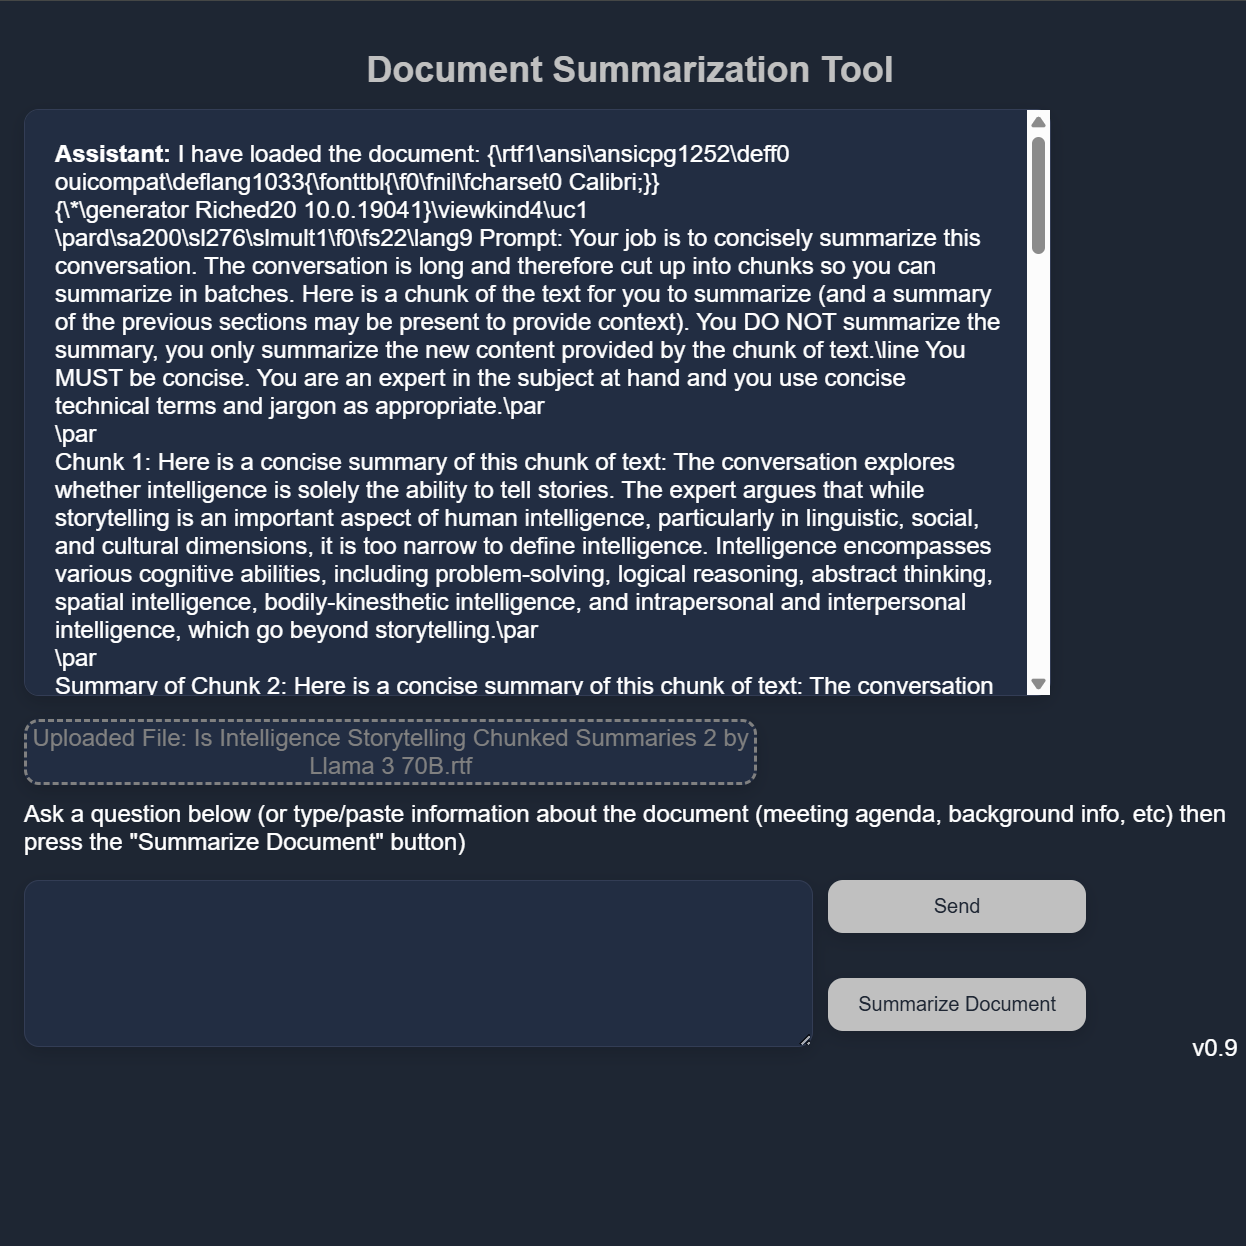 Document Summarization Tool
Assistant: I have loaded the document: {\rtf1\ansi\ansicpg1252\deff0
ouicompat\deflang1033{\fonttbl{\f0\fnil\fcharset0 Calibri;}}
{\*\generator Riched20 10.0.19041}\viewkind4\uc1
\pard\sa200\sl276\slmult1\f0\fs22\lang9 Prompt: Your job is to concisely summarize this
conversation. The conversation is long and therefore cut up into chunks so you can
summarize in batches. Here is a chunk of the text for you to summarize (and a summary
of the previous sections may be present to provide context). You DO NOT summarize the
summary, you only summarize the new content provided by the chunk of text.\line You
MUST be concise. You are an expert in the subject at hand and you use concise
technical terms and jargon as appropriate.\par
\par
Chunk 1: Here is a concise summary of this chunk of text: The conversation explores
whether intelligence is solely the ability to tell stories. The expert argues that while
storytelling is an important aspect of human intelligence, particularly in linguistic, social,
and cultural dimensions, it is too narrow to define intelligence. Intelligence encompasses
various cognitive abilities, including problem-solving, logical reasoning, abstract thinking,
spatial intelligence, bodily-kinesthetic intelligence, and intrapersonal and interpersonal
intelligence, which go beyond storytelling.\par
\par
Summary of Chunk 2: Here is a concise summary of this chunk of text: The conversation
Uploaded File: Is Intelligence Storytelling Chunked Summaries 2 by
Llama 3 70B.rtf
Ask a question below (or type/paste information about the document (meeting agenda, background info, etc) then
press the "Summarize Document" button)
Send
Summarize Document
v0.9